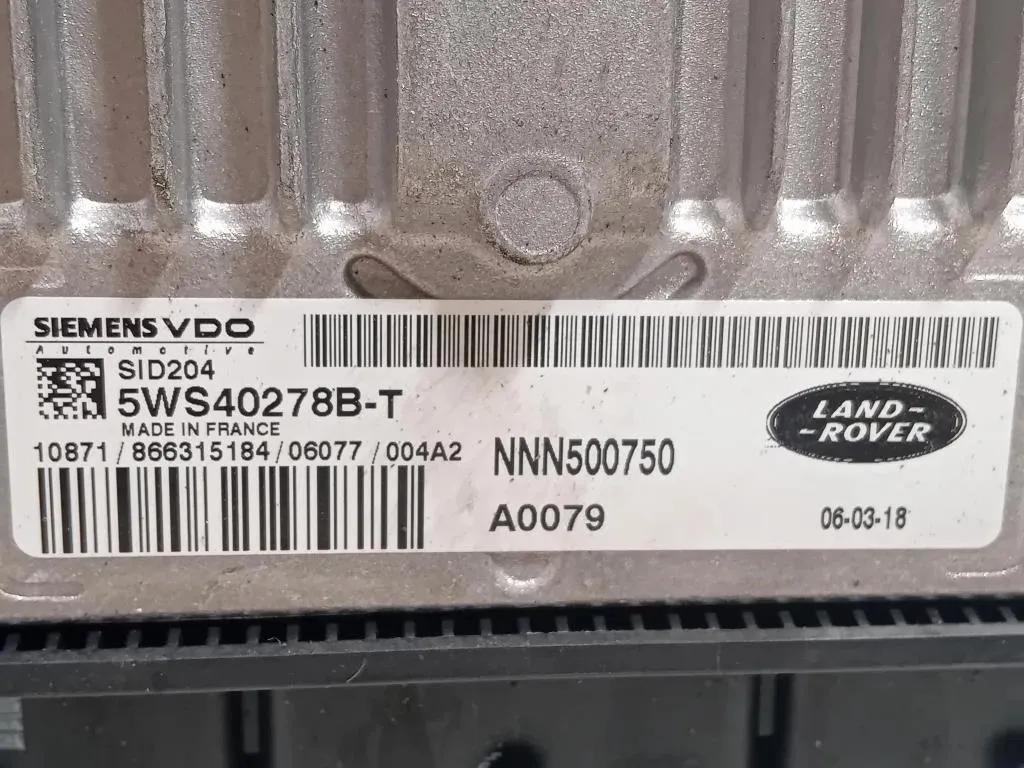 SIEMENS VDO
Automotive
SID204
5WS40278B-T
MADE IN FRANCE
10871/866315184/06077/004A2
NNN500750
A0079
LAND-
-ROVER
06-03-18